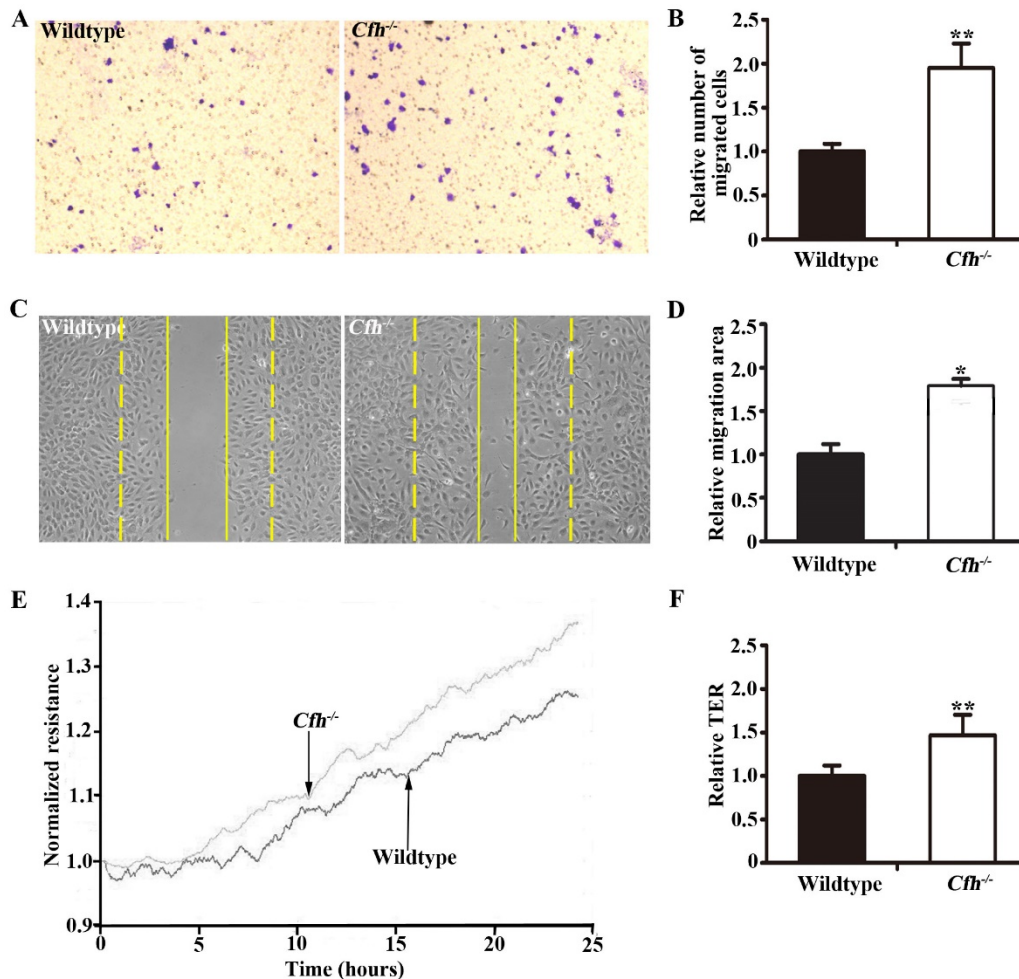 A
Wildtype
Cfh-/-
B
Relative number of
migrated cells
2.5
2.0
1.5
1.0
0.5
0
**
Wildtype
Cfh-/-
C
Wildtype
Cfh-/-
D
Relative migration area
2.5
2.0
1.5
1.0
0.5
0
*
Wildtype
Cfh-/-
E
Normalized resistance
1.4
1.3
1.2
1.1
1.0
0.9
Cfh-/-
Wildtype
0 5 10 15 20 25
Time (hours)
F
Relative TER
2.5
2.0
1.5
1.0
0.5
0
**
Wildtype
Cfh-/-